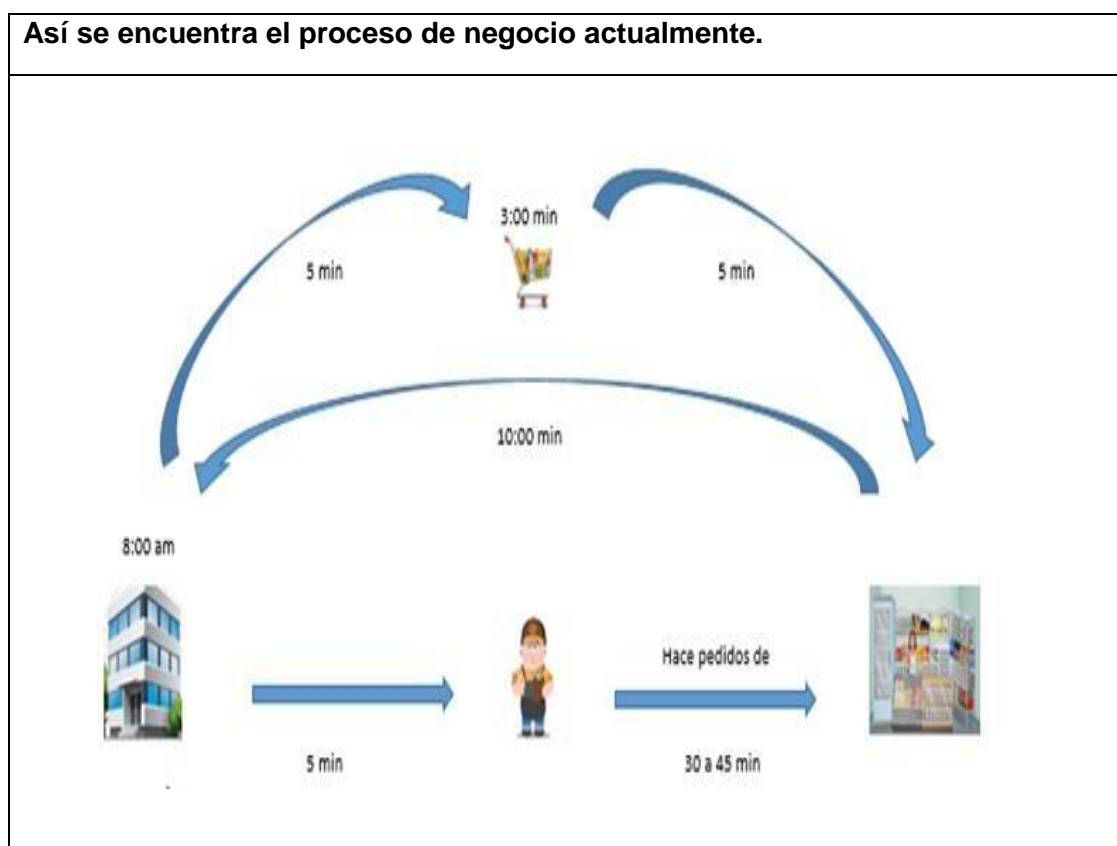 Así se encuentra el proceso de negocio actualmente.
3:00 min
5 min
5 min
10:00 min
8:00 am
Hace pedidos de
5 min
30 a 45 min